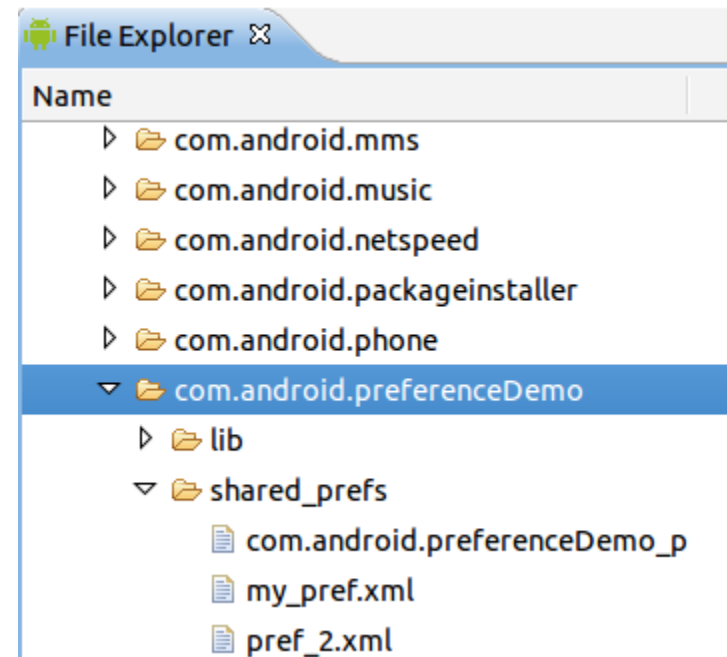 File Explorer
Name
com.android.mms
com.android.music
com.android.netspeed
com.android.packageinstaller
com.android.phone
com.android.preferenceDemo
lib
shared_prefs
com.android.preferenceDemo_p
my_pref.xml
pref_2.xml